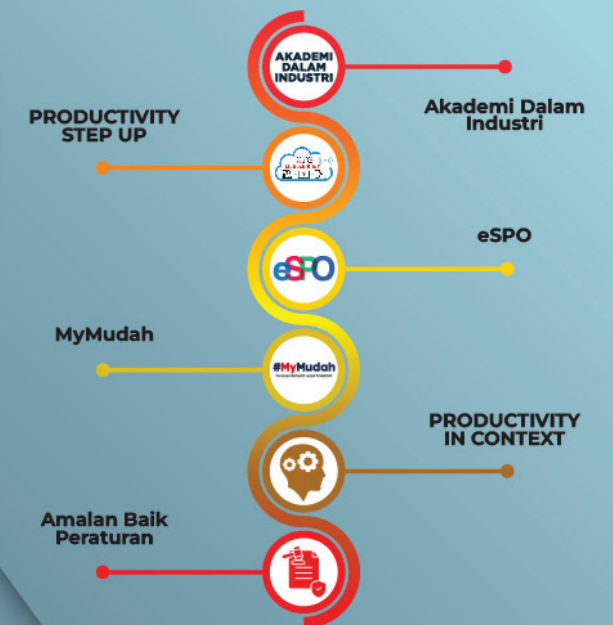 AKADEMI
DALAM
INDUSTRI
Akademi Dalam
Industri
PRODUCTIVITY
STEP UP
eSPO
eSPO
MyMudah
#MyMudah
PRODUCTIVITY
IN CONTEXT
Amalan Baik
Peraturan